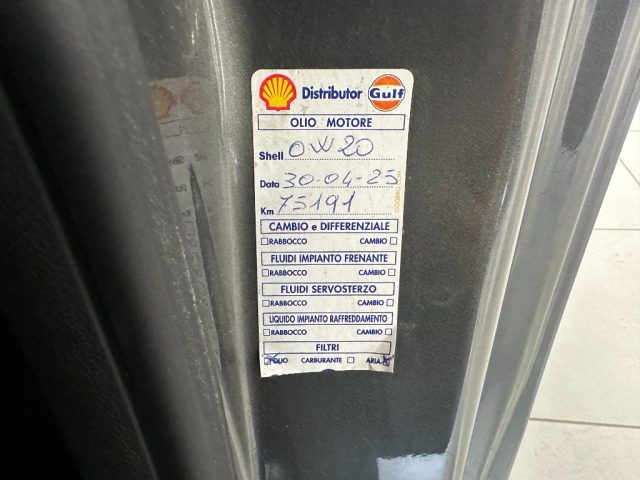 Distributor Gulf
OLIO MOTORE
Shell 0W20
Data 30-04-25
Km 75191
CAMBIO e DIFFERENZIALE
RABBOCCO CAMBIO
FLUIDI IMPIANTO FRENANTE
RABBOCCO CAMBIO
FLUIDI SERVOSTERZO
RABBOCCO CAMBIO
LIQUIDO IMPIANTO RAFFREDDAMENTO
RABBOCCO CAMBIO
FILTRI
OLIO CARBURANTE ARIA